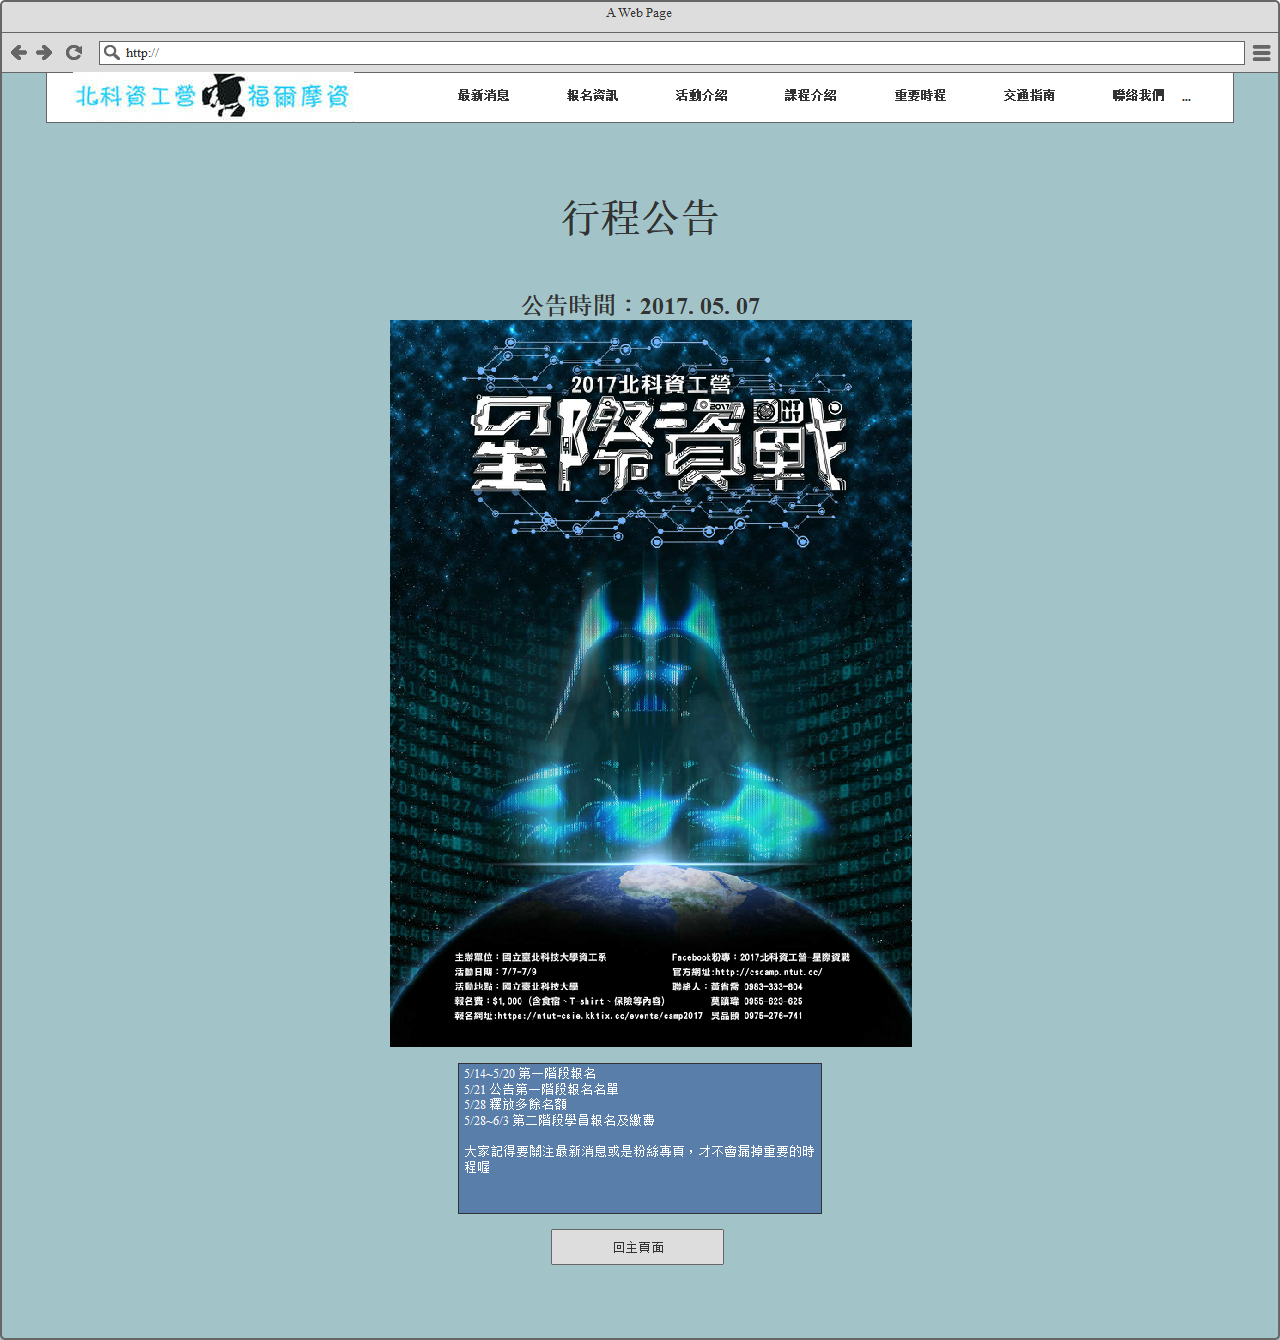 A Web Page
http://
北科資工營 福爾摩資
最新消息 報名資訊 活動介紹 課程介紹 重要時程 交通指南 聯絡我們 ...
行程公告
公告時間：2017. 05. 07
2017北科資工營
星際資戰
2017
NT
UT
主辦單位：國立臺北科技大學資工系
活動日期：7/7-7/9
活動地點：國立臺北科技大學
報名費：$1,000 (含食宿、T-shirt、保險等內容)
報名網址:https://ntut-csie.kktix.cc/events/camp2017
Facebook粉專：2017北科資工營-星際資戰
官方網址:http://cscamp.ntut.cc/
聯絡人：黃 0983-333-804
0955-623-625
吳品頤 0975-276-741
5/14~5/20 第一階段報名
5/21 公告第一階段報名名單
5/28 釋放多餘名額
5/28~6/3 第二階段學員報名及繳費
大家記得要關注最新消息或是粉絲專頁，才不會漏掉重要的時
程喔
回主頁面